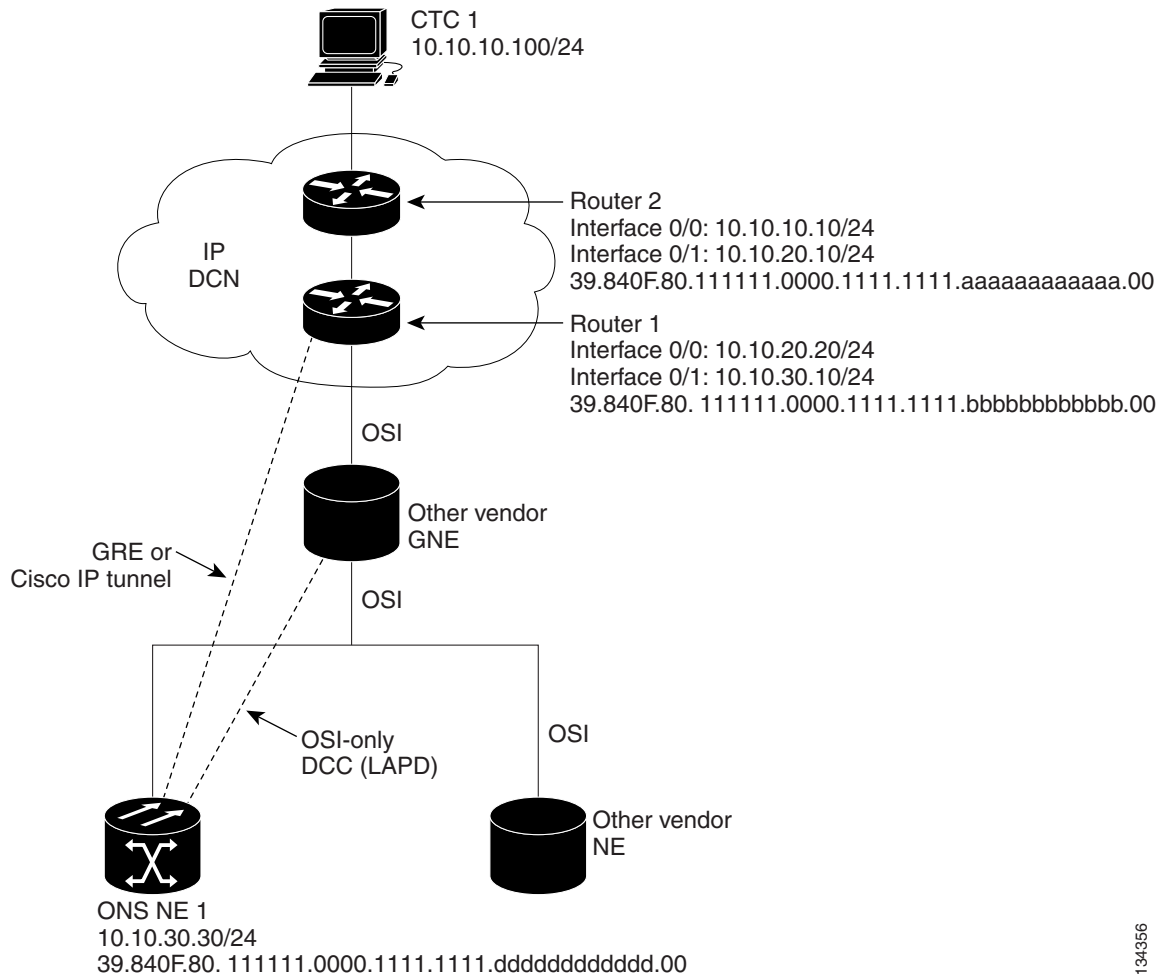 CTC 1
10.10.10.100/24
Router 2
Interface 0/0: 10.10.10.10/24
Interface 0/1: 10.10.20.10/24
39.840F.80.111111.0000.1111.1111.aaaaaaaaaaaa.00
IP
DCN
Router 1
Interface 0/0: 10.10.20.20/24
Interface 0/1: 10.10.30.10/24
39.840F.80. 111111.0000.1111.1111.bbbbbbbbbbbb.00
OSI
Other vendor
GNE
GRE or
Cisco IP tunnel
OSI
OSI-only
DCC (LAPD)
OSI
Other vendor
NE
ONS NE 1
10.10.30.30/24
39.840F.80. 111111.0000.1111.1111.dddddddddddd.00
134356